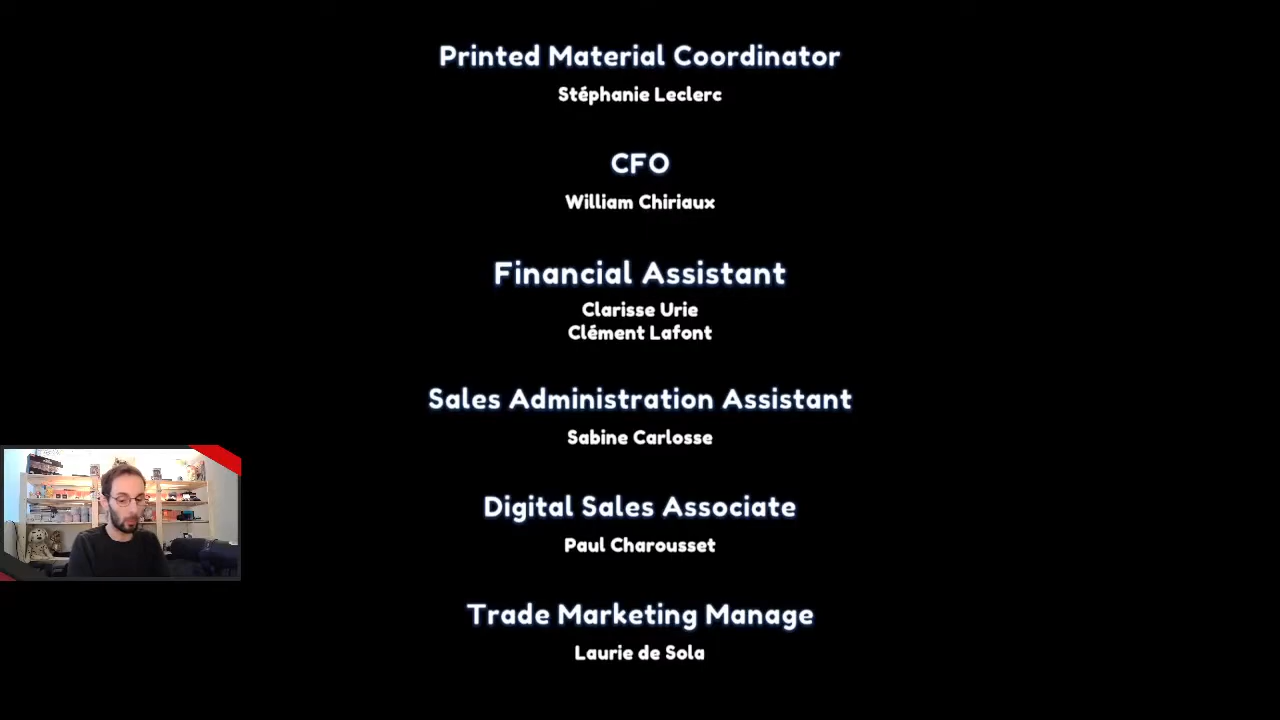 Printed Material Coordinator
Stéphanie Leclerc
CFO
William Chiriaux
Financial Assistant
Clarisse Urie
Clément Lafont
Sales Administration Assistant
Sabine Carlosse
Digital Sales Associate
Paul Charousset
Trade Marketing Manage
Laurie de Sola